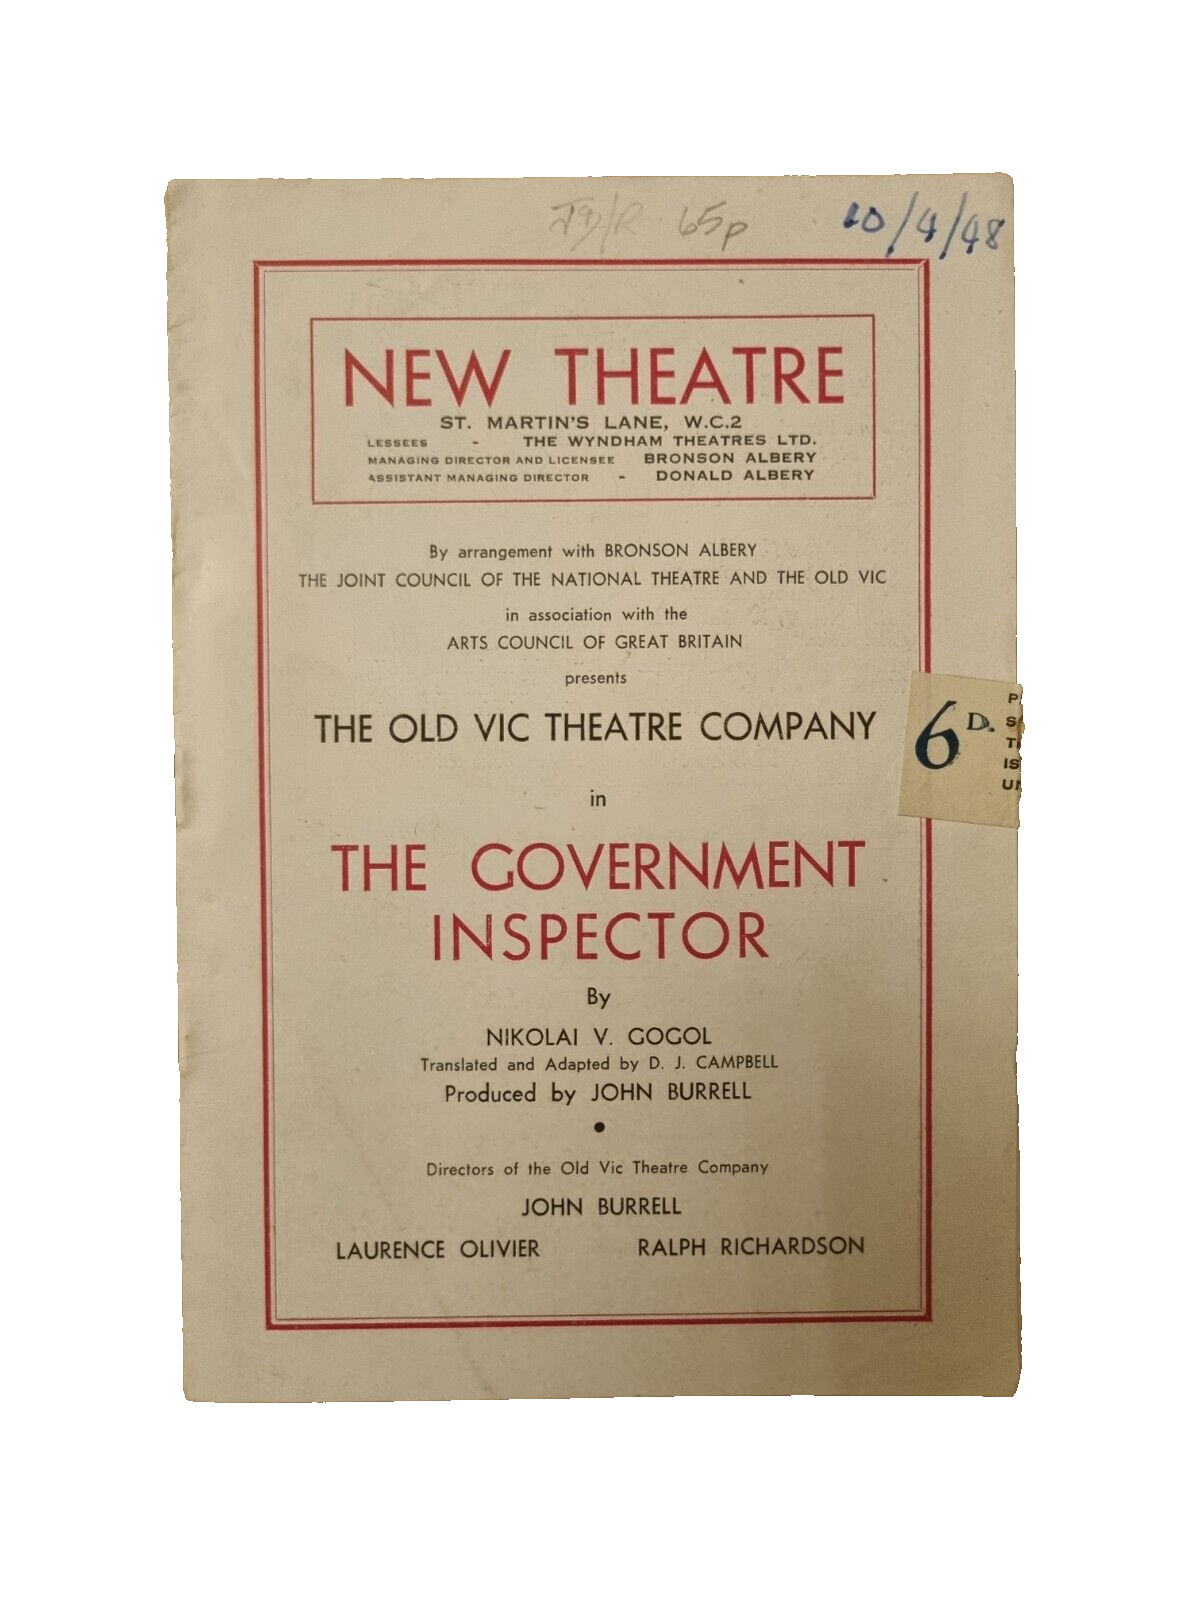 65p 10/4/48
NEW THEATRE
ST. MARTIN'S LANE, W.C.2
LESSEES - THE WYNDHAM THEATRES LTD.
MANAGING DIRECTOR AND LICENSEE BRONSON ALBERY
ASSISTANT MANAGING DIRECTOR - DONALD ALBERY
By arrangement with BRONSON ALBERY
THE JOINT COUNCIL OF THE NATIONAL THEATRE AND THE OLD VIC
in association with the
ARTS COUNCIL OF GREAT BRITAIN
presents
THE OLD VIC THEATRE COMPANY
6D.
in
THE GOVERNMENT
INSPECTOR
By
NIKOLAI V. GOGOL
Translated and Adapted by D. J. CAMPBELL
Produced by JOHN BURRELL
•
Directors of the Old Vic Theatre Company
JOHN BURRELL
LAURENCE OLIVIER RALPH RICHARDSON